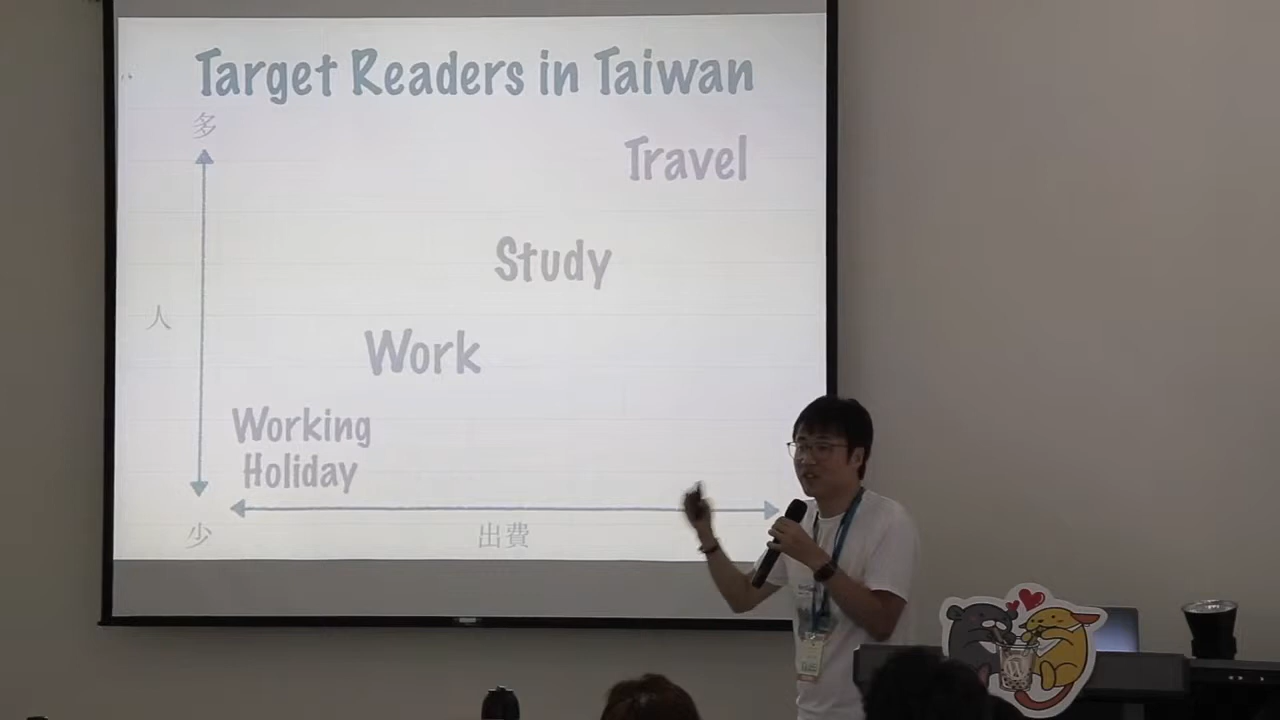 Target Readers in Taiwan
多
Travel
Study
人
Work
Working
Holiday
少
出費